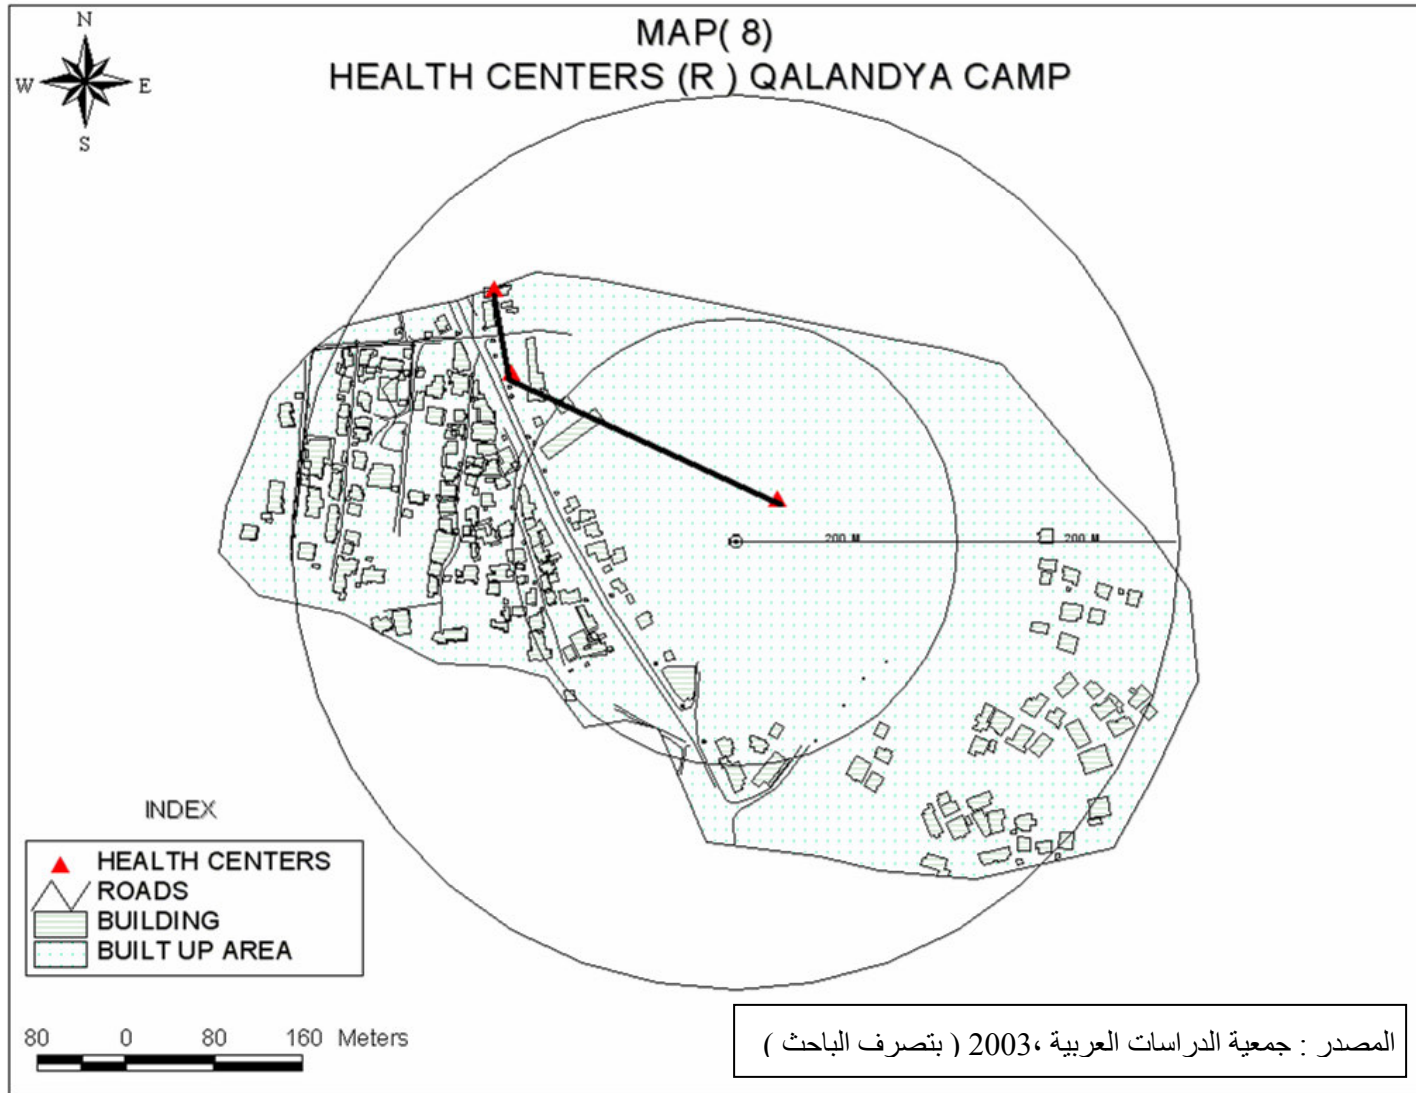 MAP( 8)
HEALTH CENTERS (R ) QALANDYA CAMP
N
W
E
S
200 M
200 M
INDEX
HEALTH CENTERS
ROADS
BUILDING
BUILT UP AREA
80 0 80 160 Meters
المصدر : جمعية الدراسات العربية ،2003 ( بتصرف الباحث )